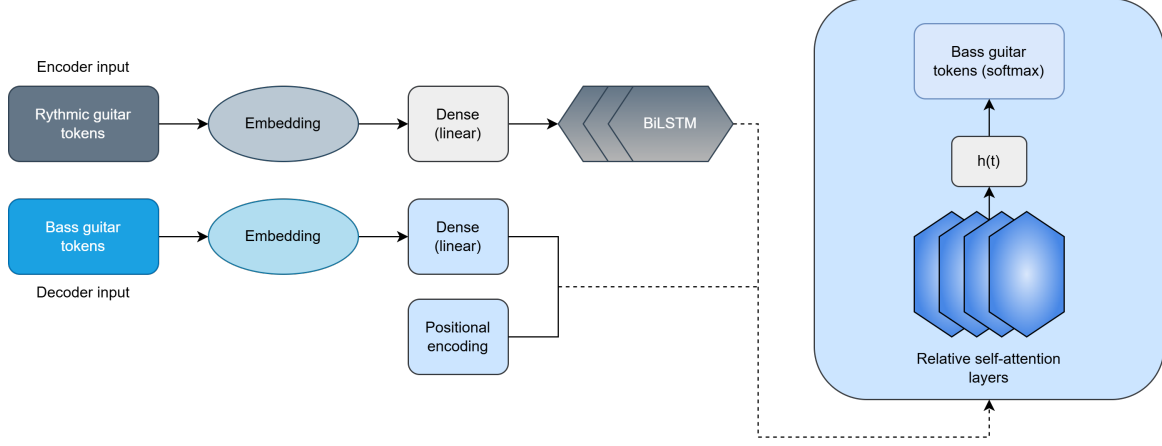 Encoder input
Rythmic guitar
tokens
Embedding
Dense
(linear)
BiLSTM
Bass guitar
tokens
Embedding
Dense
(linear)
Decoder input
Positional
encoding
Bass guitar
tokens (softmax)
h(t)
Relative self-attention
layers